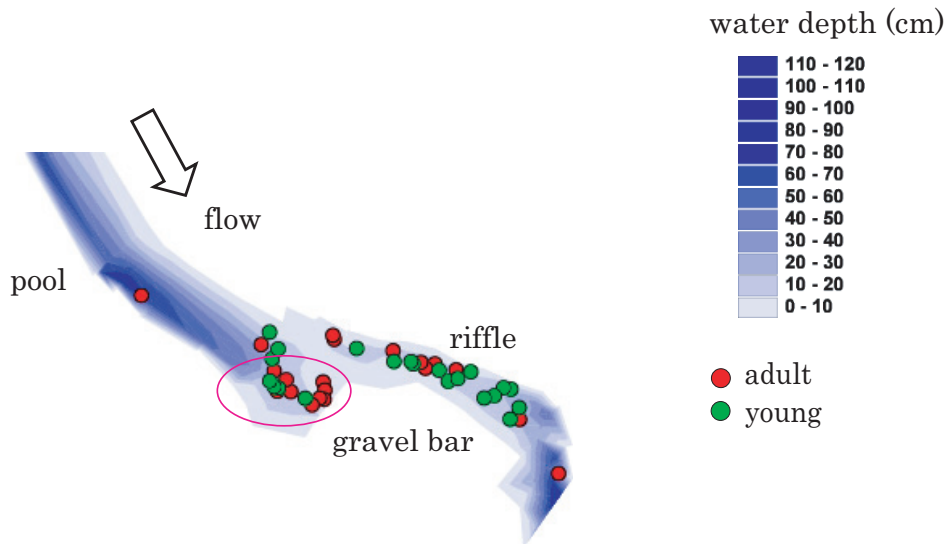 water depth (cm)
110 - 120
100 - 110
90 - 100
80 - 90
70 - 80
60 - 70
50 - 60
40 - 50
30 - 40
20 - 30
10 - 20
0 - 10
flow
pool
riffle
gravel bar
adult
young